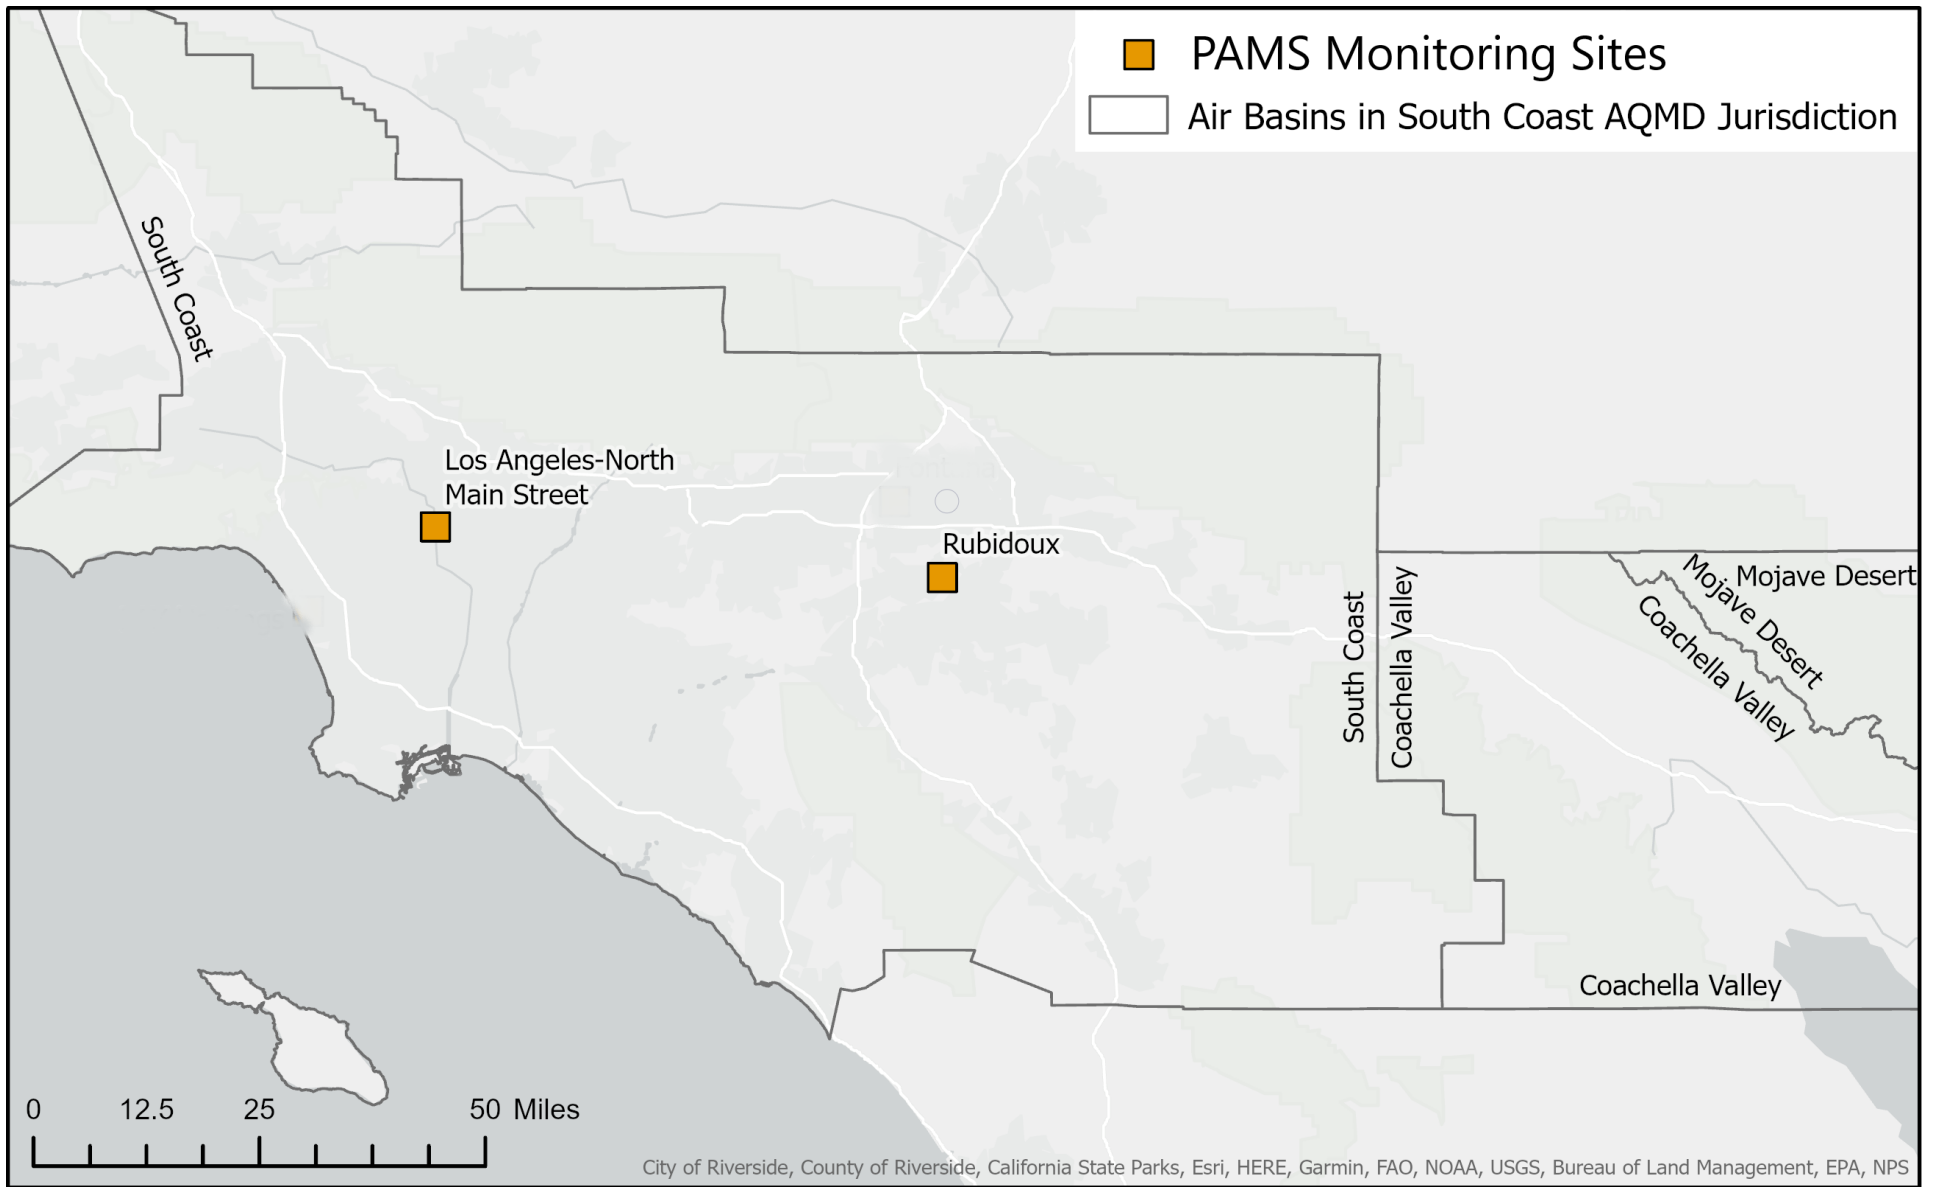 PAMS Monitoring Sites
Air Basins in South Coast AQMD Jurisdiction
South Coast
Los Angeles-North
Main Street
Rubidoux
South Coast
Coachella Valley
Mojave Desert
Mojave Desert
Coachella Valley
Coachella Valley
0 12.5 25 50 Miles
City of Riverside, County of Riverside, California State Parks, Esri, HERE, Garmin, FAO, NOAA, USGS, Bureau of Land Management, EPA, NPS